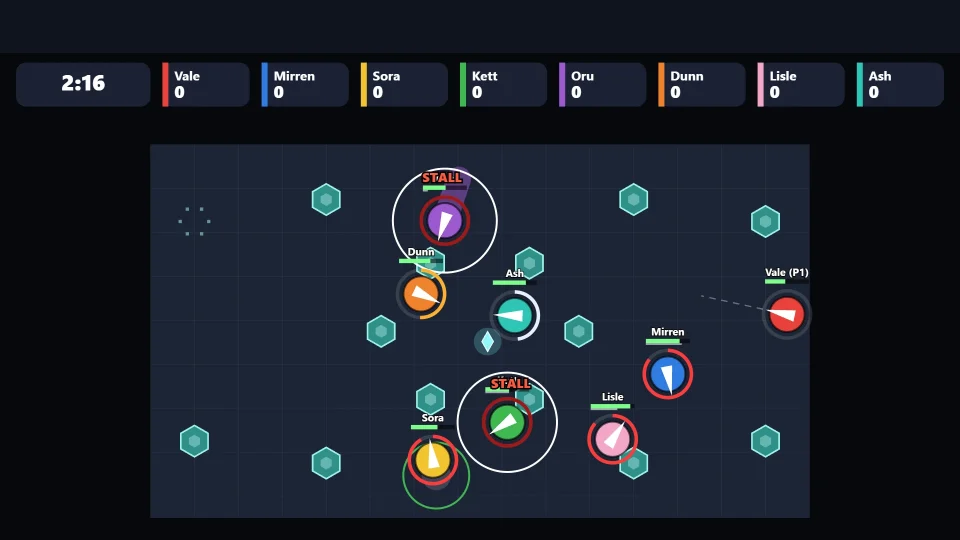 2:16
Vale
0
Mirren
0
Sora
0
Kett
0
Oru
0
Dunn
0
Lisle
0
Ash
0
STALL
Dunn
Ash
Vale (P1)
Mirren
STALL
Lisle
Sora